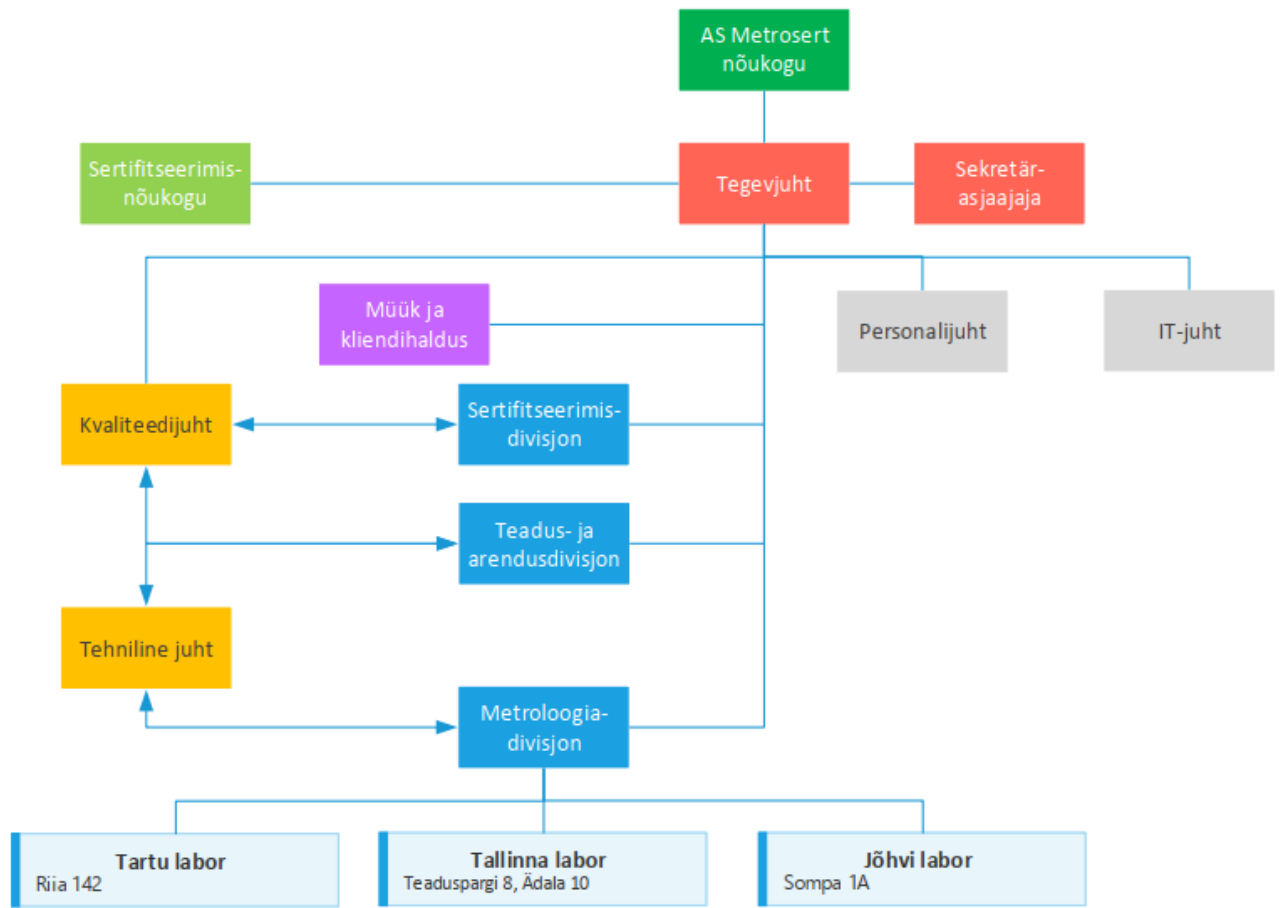 AS Metrosert
nõukogu
Sertifitseerimis-
nõukogu
Tegevjuht
Sekretär-
asjaajaja
Müük ja
kliendihaldus
Personalijuht
IT-juht
Kvaliteedijuht
Sertifitseerimis-
divisjon
Teadus- ja
arendusdivisjon
Tehniline juht
Metroloogia-
divisjon
Tartu labor
Riia 142
Tallinna labor
Teaduspargi 8, Ädala 10
Jõhvi labor
Sompa 1A